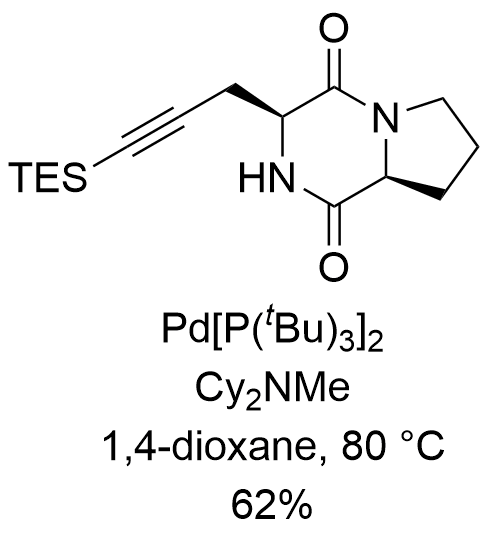 O
N
TES
HN
O
Pd[P(ᵗBu)₃]₂
Cy₂NMe
1,4-dioxane, 80 °C
62%